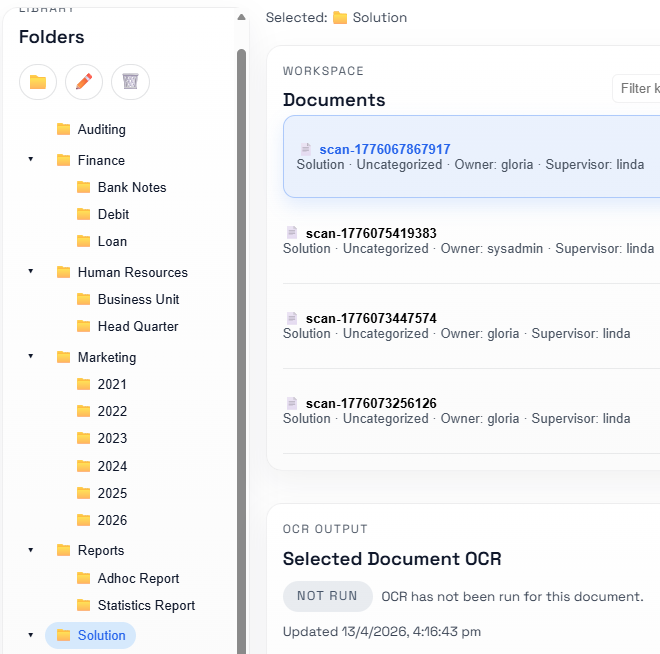 LIBRARY
Folders
Auditing
Finance
Bank Notes
Debit
Loan
Human Resources
Business Unit
Head Quarter
Marketing
2021
2022
2023
2024
2025
2026
Reports
Adhoc Report
Statistics Report
Solution
Selected: Solution
WORKSPACE
Documents
Filter k
scan-1776067867917
Solution · Uncategorized · Owner: gloria · Supervisor: linda
scan-1776075419383
Solution · Uncategorized · Owner: sysadmin · Supervisor: linda
scan-1776073447574
Solution · Uncategorized · Owner: gloria · Supervisor: linda
scan-1776073256126
Solution · Uncategorized · Owner: gloria · Supervisor: linda
OCR OUTPUT
Selected Document OCR
NOT RUN OCR has not been run for this document.
Updated 13/4/2026, 4:16:43 pm